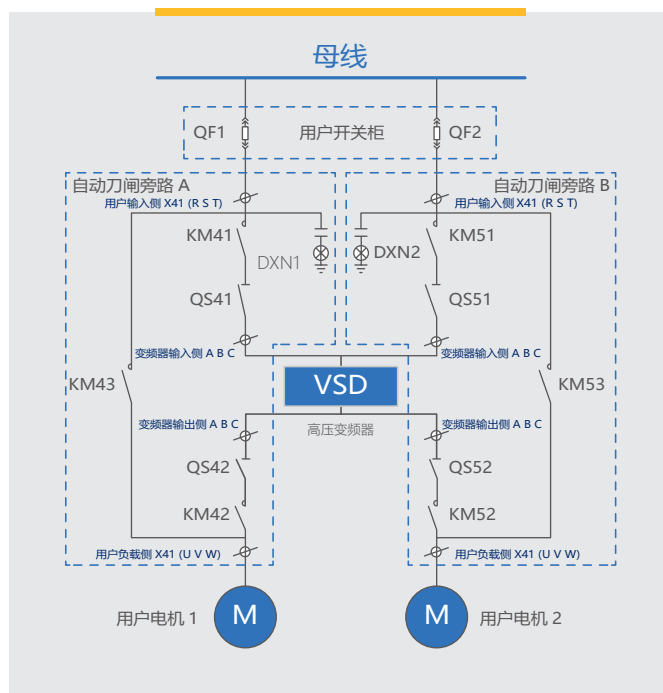 母线
QF1
用户开关柜
QF2
自动刀闸旁路 A
自动刀闸旁路 B
用户输入侧 X41 (R S T)
用户输入侧 X41 (R S T)
KM41
DXN1
DXN2
KM51
QS41
QS51
变频器输入侧 A B C
变频器输入侧 A B C
KM43
VSD
KM53
变频器输出侧 A B C
高压变频器
变频器输出侧 A B C
QS42
QS52
KM42
KM52
用户负载侧 X41 (U V W)
用户负载侧 X41 (U V W)
用户电机 1
M
M
用户电机 2